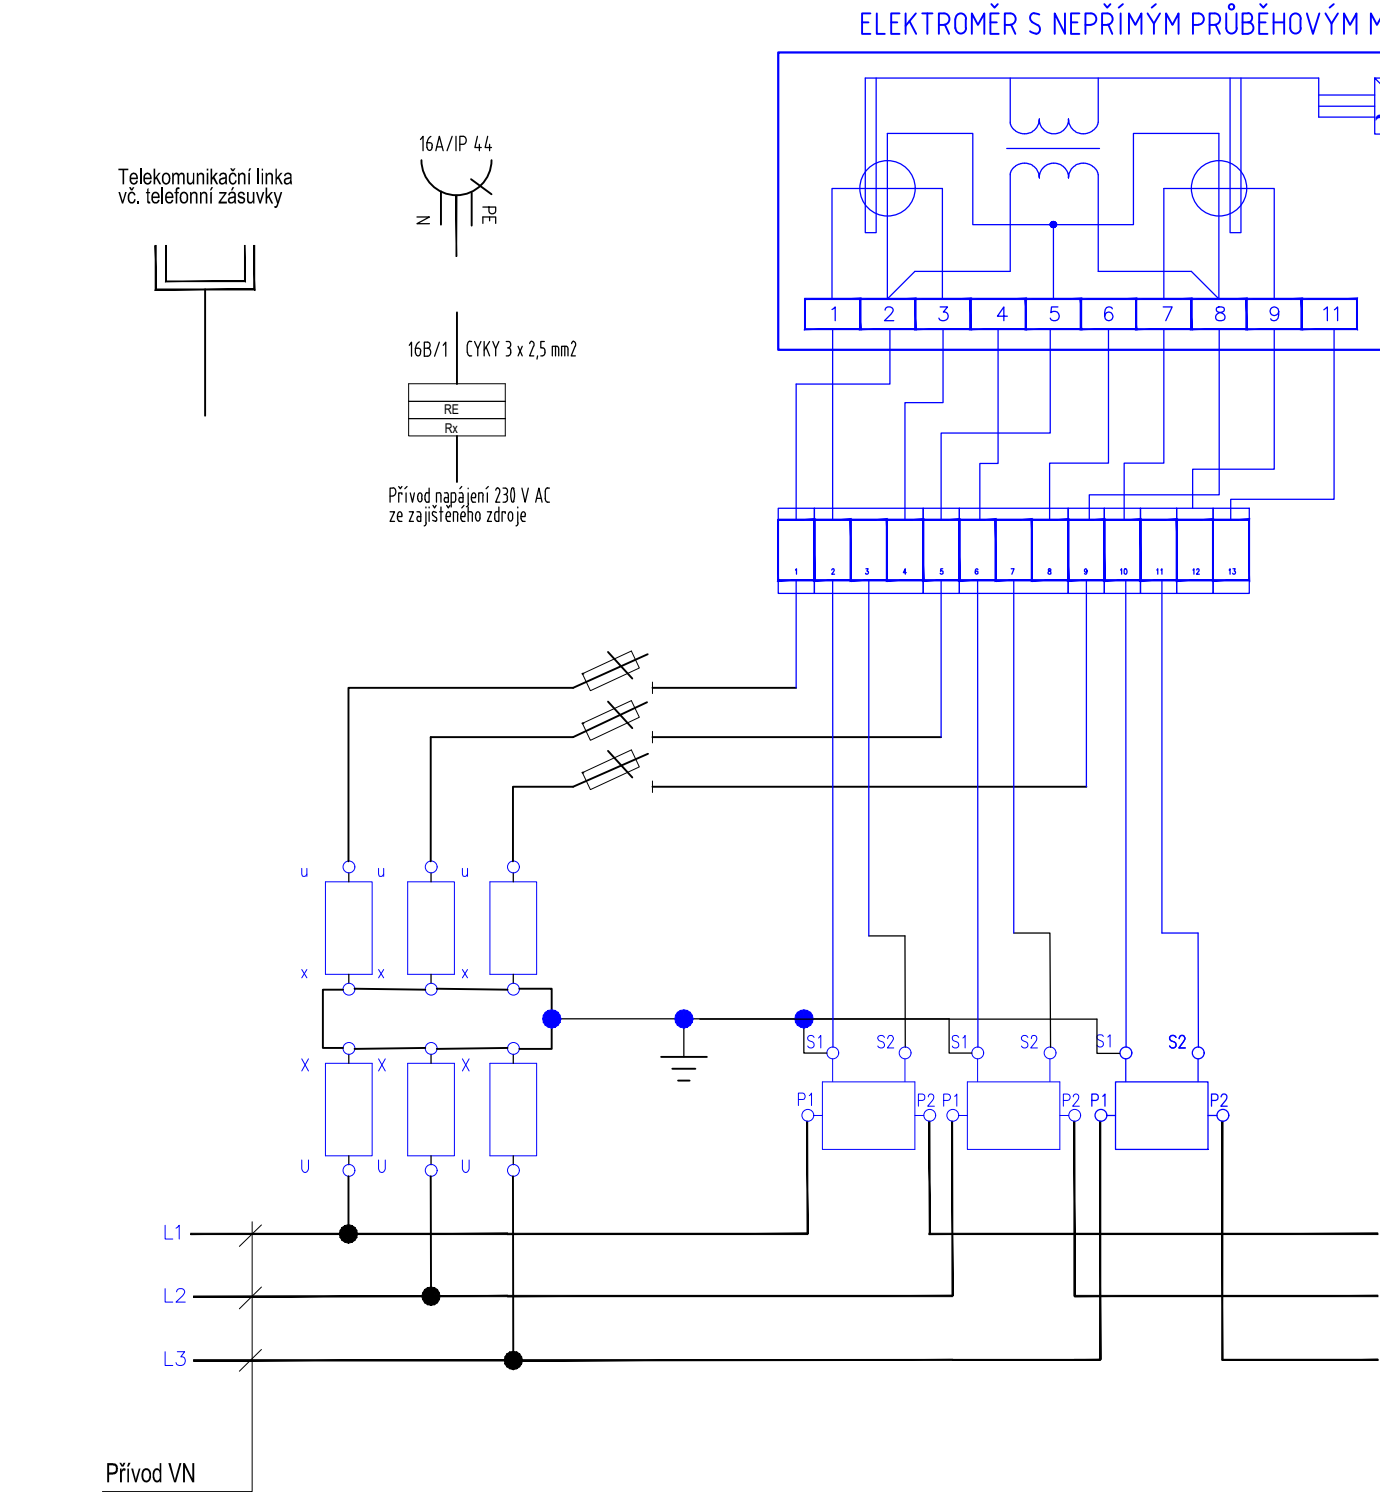 ELEKTROMĚR S NEPŘÍMÝM PRŮBĚHOVÝM M
16A/IP 44
Telekomunikační linka
vč. telefonní zásuvky
N PE
1 2 3 4 5 6 7 8 9 11
16B/1 CYKY 3 x 2,5 mm2
RE
Rx
Přívod napájení 230 V AC
ze zajištěného zdroje
1 2 3 4 5 6 7 8 9 10 11 12 13
u u u
x x x
S1 S2 S1 S2 S1 S2
X X X
P1 P2 P1 P2 P1 P2
U U U
L1
L2
L3
Přívod VN